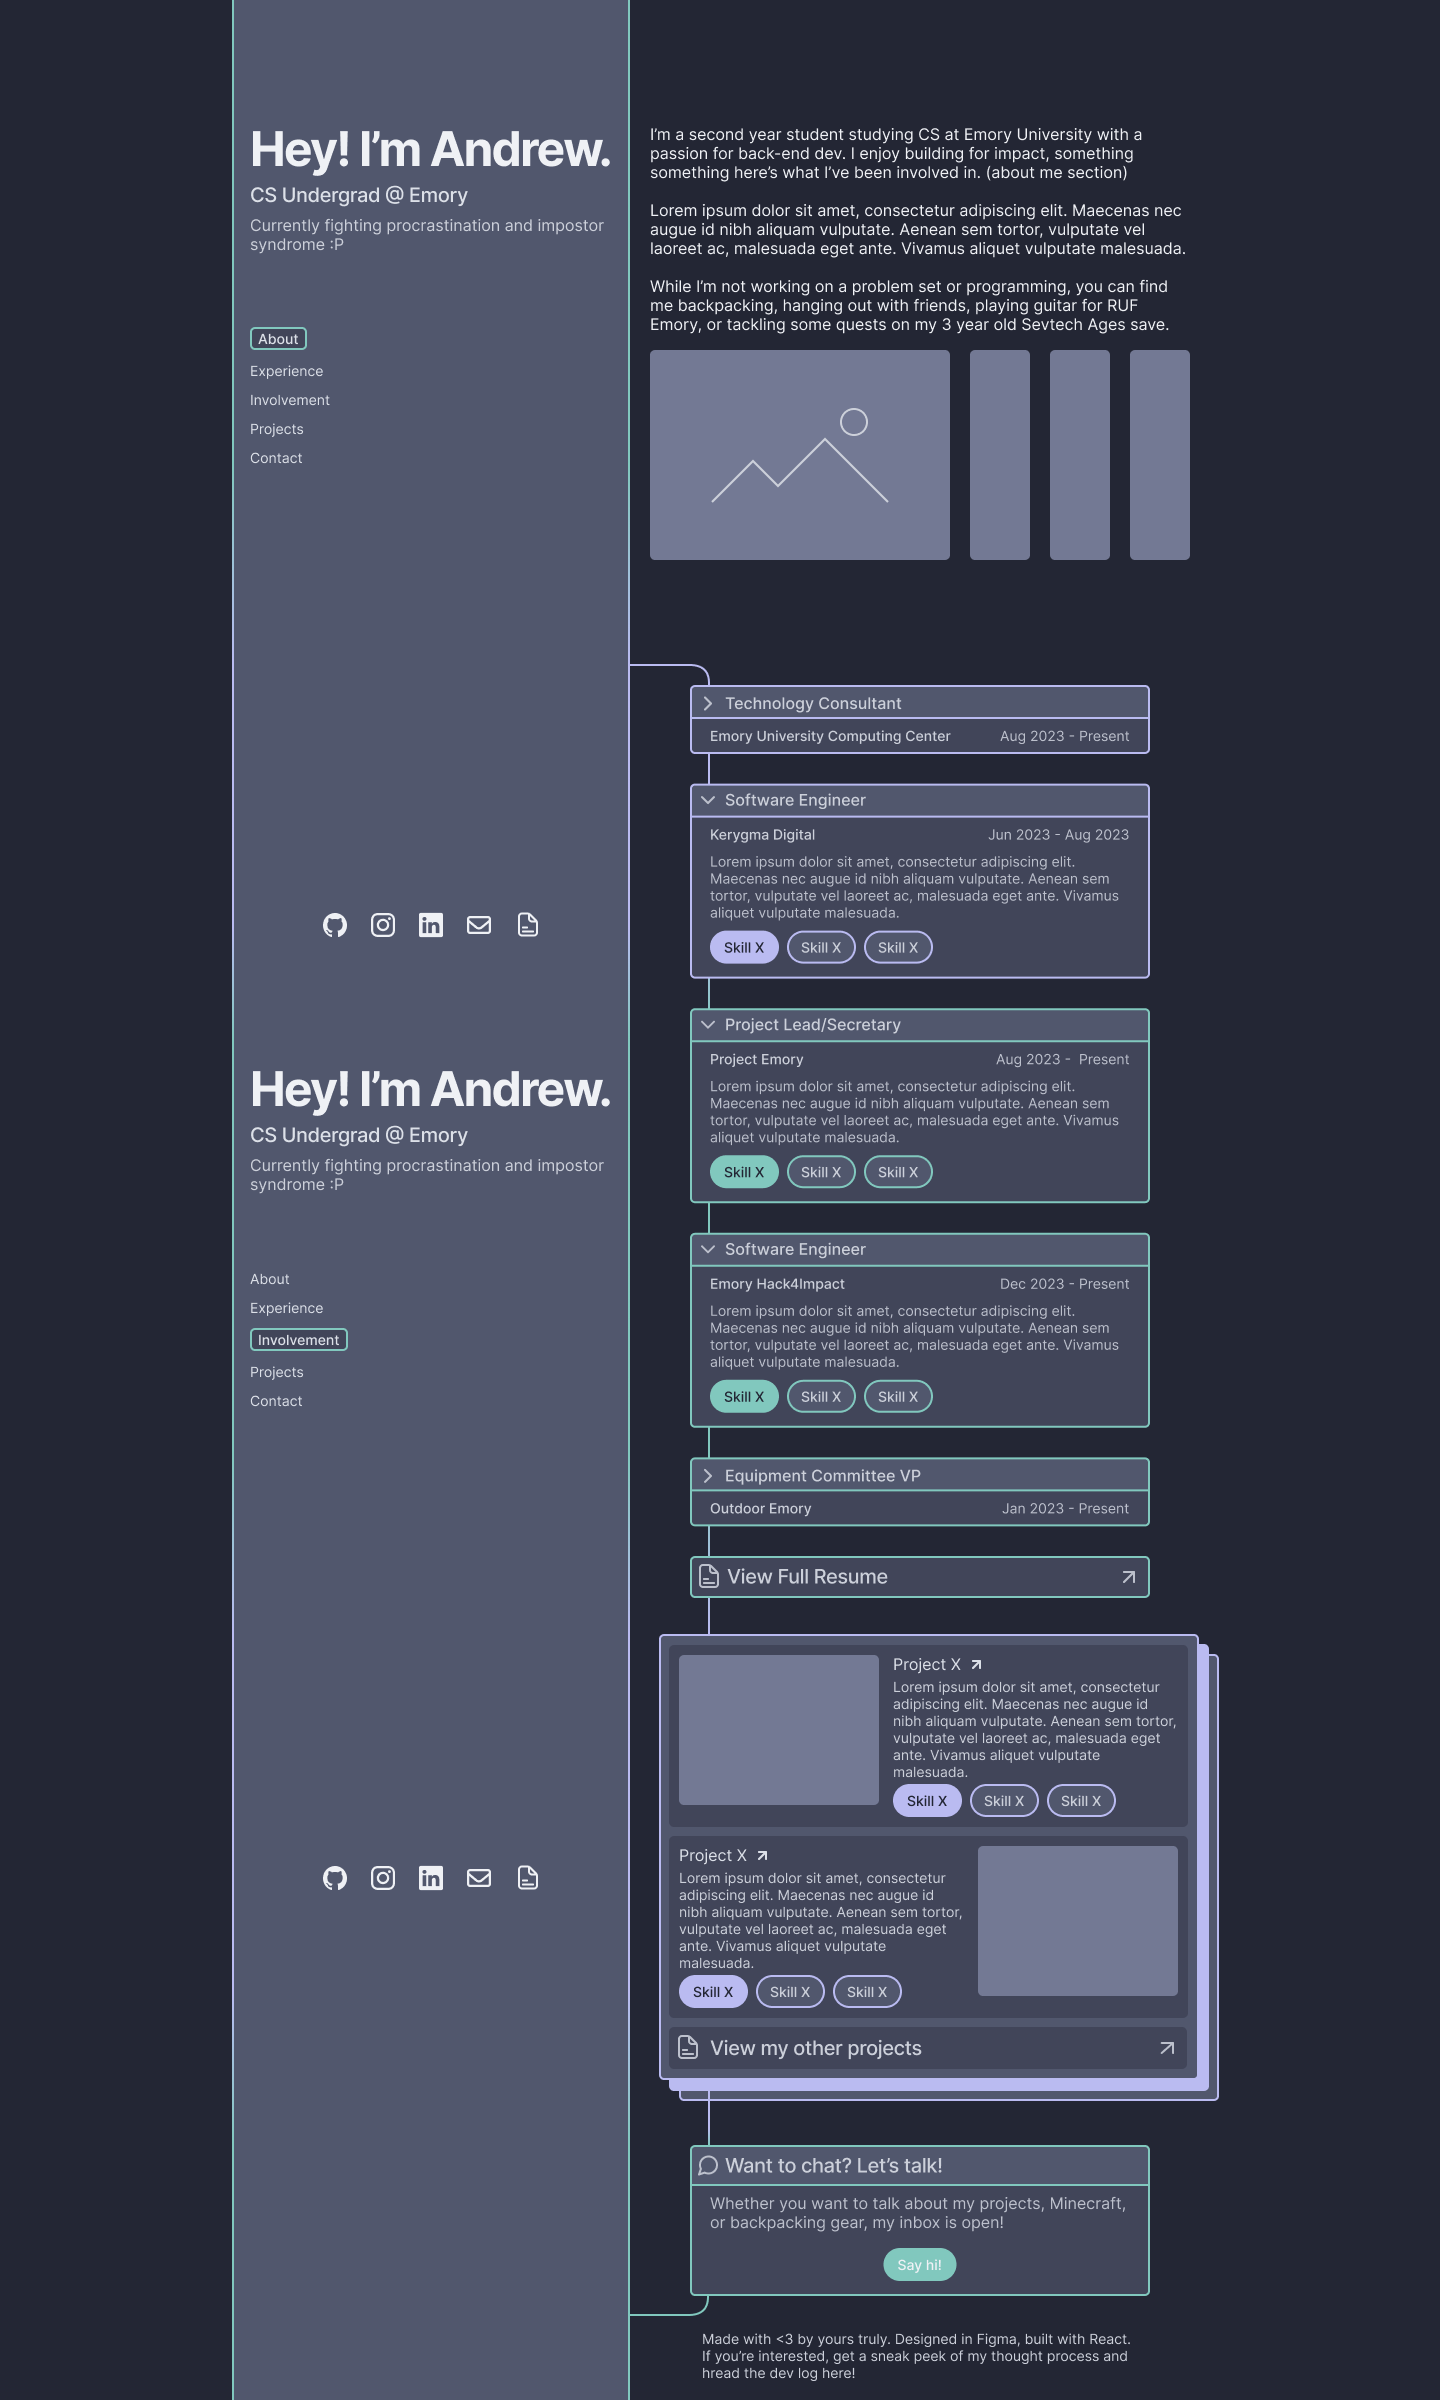 Hey! I’m Andrew.
CS Undergrad @ Emory
Currently fighting procrastination and impostor
syndrome :P
About
Experience
Involvement
Projects
Contact
I’m a second year student studying CS at Emory University with a
passion for back-end dev. I enjoy building for impact, something
something here’s what I’ve been involved in. (about me section)
Lorem ipsum dolor sit amet, consectetur adipiscing elit. Maecenas nec
augue id nibh aliquam vulputate. Aenean sem tortor, vulputate vel
laoreet ac, malesuada eget ante. Vivamus aliquet vulputate malesuada.
While I’m not working on a problem set or programming, you can find
me backpacking, hanging out with friends, playing guitar for RUF
Emory, or tackling some quests on my 3 year old Sevtech Ages save.
Technology Consultant
Emory University Computing Center Aug 2023 - Present
Software Engineer
Kerygma Digital Jun 2023 - Aug 2023
Lorem ipsum dolor sit amet, consectetur adipiscing elit.
Maecenas nec augue id nibh aliquam vulputate. Aenean sem
tortor, vulputate vel laoreet ac, malesuada eget ante. Vivamus
aliquet vulputate malesuada.
Skill X Skill X Skill X
Hey! I’m Andrew.
CS Undergrad @ Emory
Currently fighting procrastination and impostor
syndrome :P
About
Experience
Involvement
Projects
Contact
Project Lead/Secretary
Project Emory Aug 2023 -  Present
Lorem ipsum dolor sit amet, consectetur adipiscing elit.
Maecenas nec augue id nibh aliquam vulputate. Aenean sem
tortor, vulputate vel laoreet ac, malesuada eget ante. Vivamus
aliquet vulputate malesuada.
Skill X Skill X Skill X
Software Engineer
Emory Hack4Impact Dec 2023 - Present
Lorem ipsum dolor sit amet, consectetur adipiscing elit.
Maecenas nec augue id nibh aliquam vulputate. Aenean sem
tortor, vulputate vel laoreet ac, malesuada eget ante. Vivamus
aliquet vulputate malesuada.
Skill X Skill X Skill X
Equipment Committee VP
Outdoor Emory Jan 2023 - Present
View Full Resume
Project X
Lorem ipsum dolor sit amet, consectetur
adipiscing elit. Maecenas nec augue id
nibh aliquam vulputate. Aenean sem tortor,
vulputate vel laoreet ac, malesuada eget
ante. Vivamus aliquet vulputate
malesuada.
Skill X Skill X Skill X
Project X
Lorem ipsum dolor sit amet, consectetur
adipiscing elit. Maecenas nec augue id
nibh aliquam vulputate. Aenean sem tortor,
vulputate vel laoreet ac, malesuada eget
ante. Vivamus aliquet vulputate
malesuada.
Skill X Skill X Skill X
View my other projects
Want to chat? Let’s talk!
Whether you want to talk about my projects, Minecraft,
or backpacking gear, my inbox is open!
Say hi!
Made with <3 by yours truly. Designed in Figma, built with React.
If you’re interested, get a sneak peek of my thought process and
hread the dev log here!